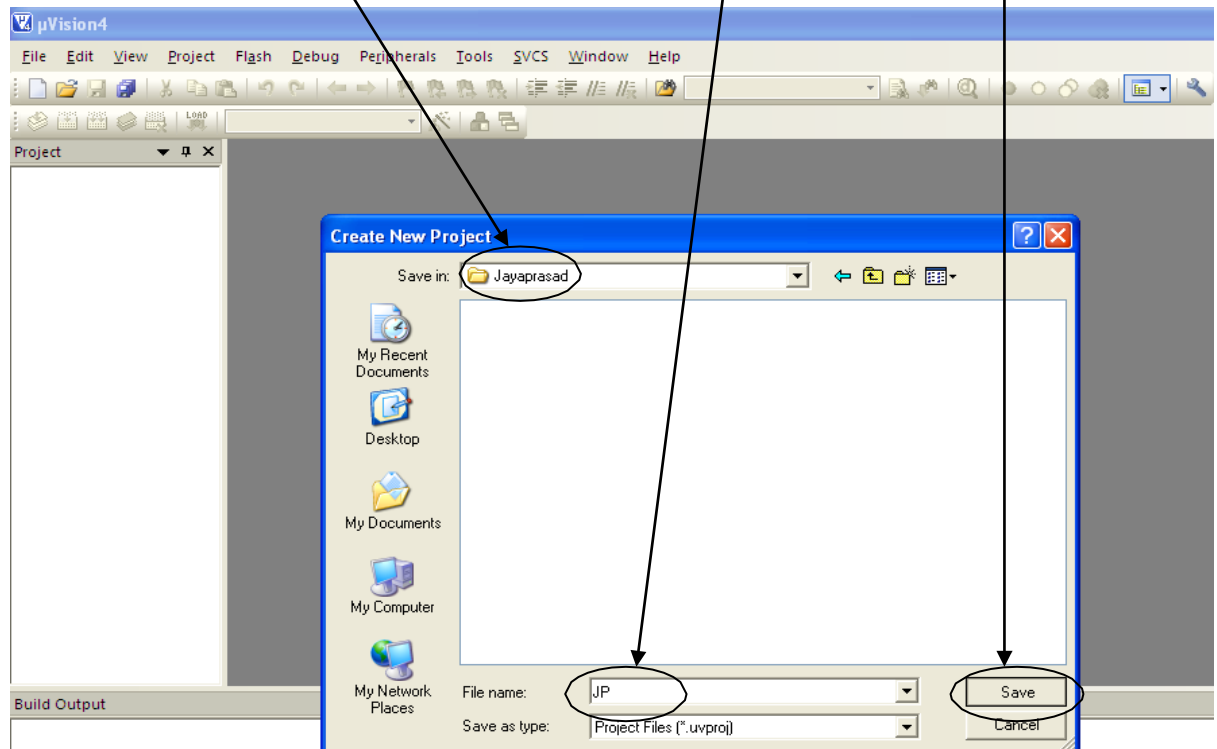 µVision4
File Edit View Project Flash Debug Peripherals Tools SVCS Window Help
LOAD
Project
Create New Project
Save in: Jayaprasad
My Recent
Documents
Desktop
My Documents
My Computer
My Network
Places
File name: JP Save
Save as type: Project Files (*.uvproj) Cancel
Build Output